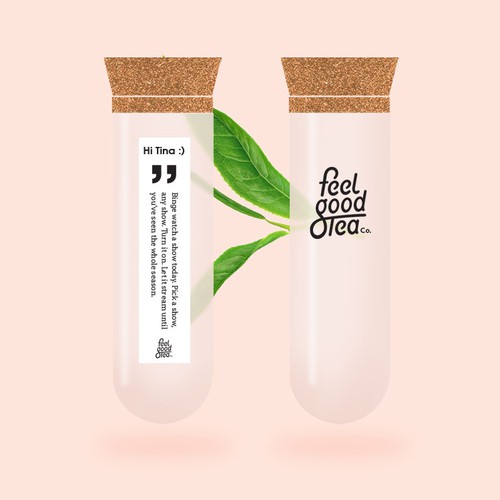 Hi Tina :)
”
Binge watch a show today. Pick a show,
any show. Turn it on. Let it stream until
you've seen the whole season.
feel
good
Tea
feel
good
Tea Co.